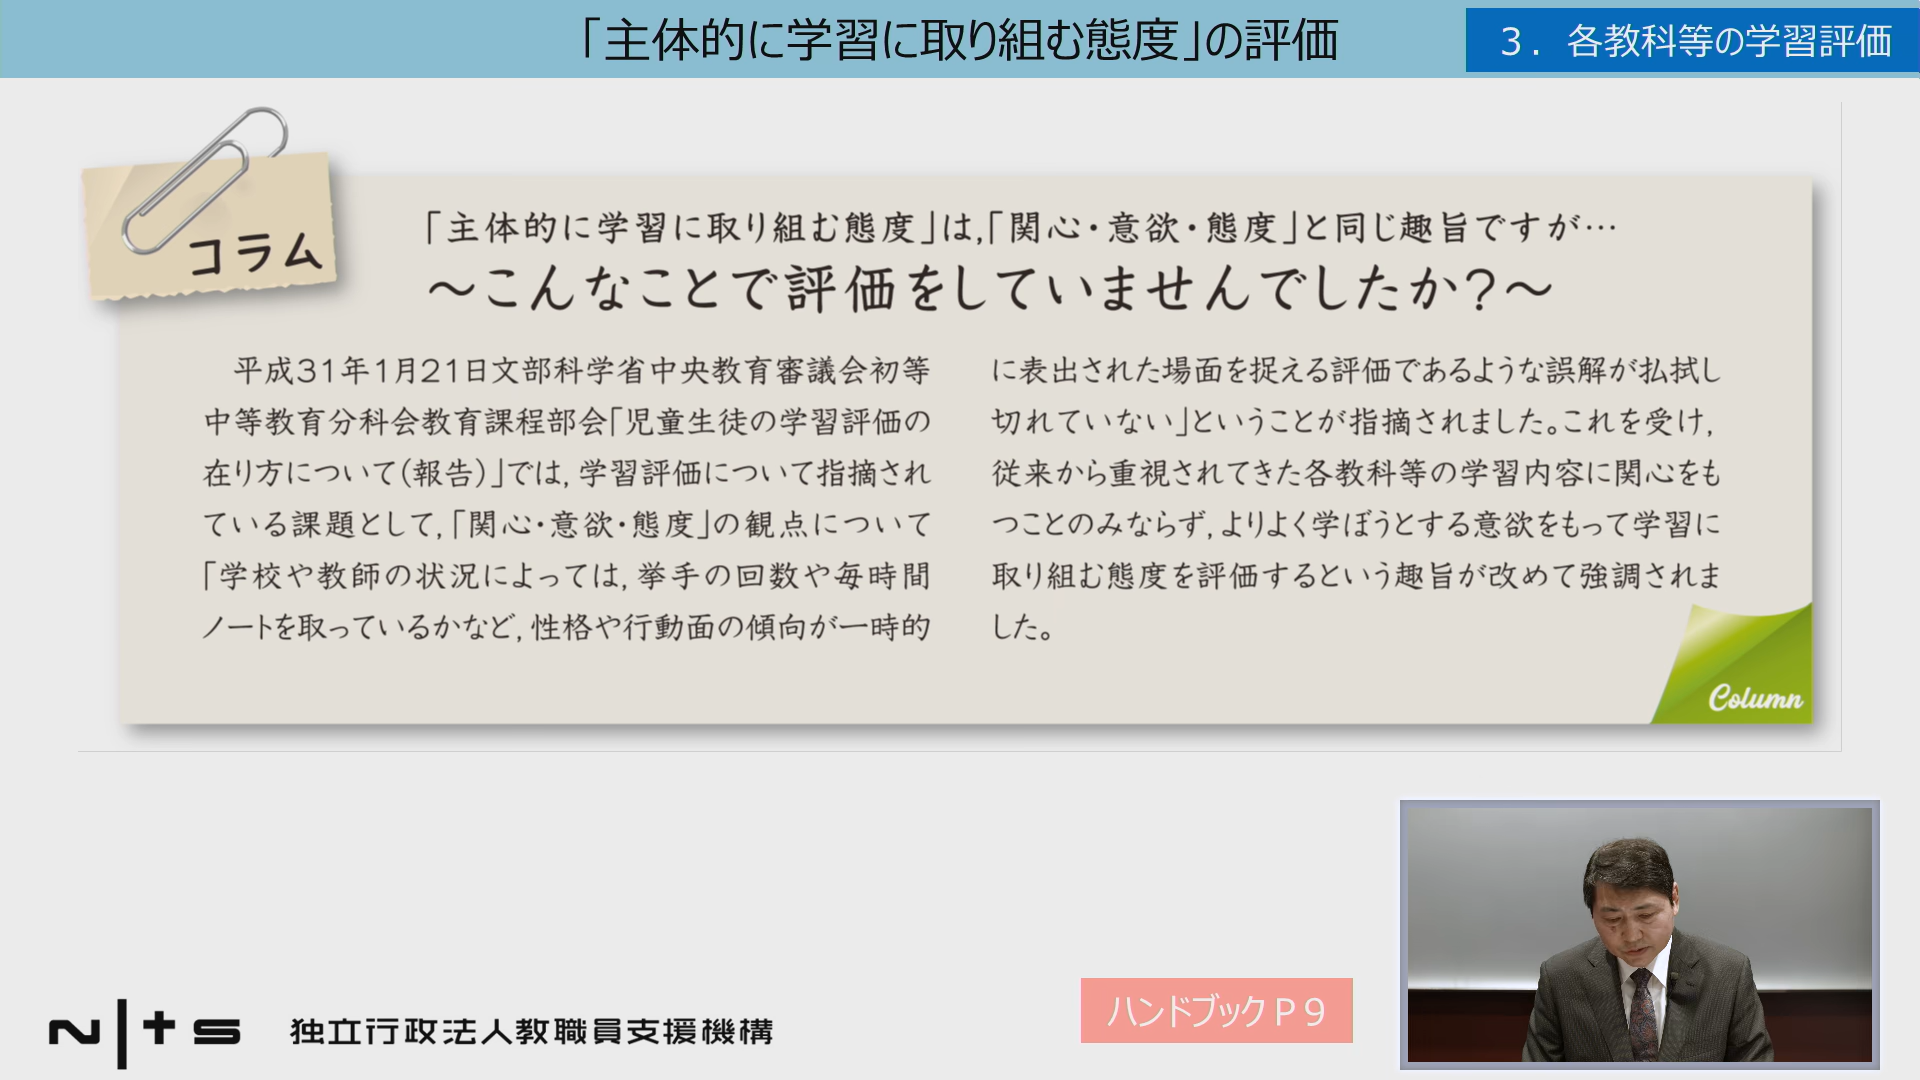 「主体的に学習に取り組む態度」の評価
３．各教科等の学習評価
コラム
「主体的に学習に取り組む態度」は,「関心・意欲・態度」と同じ趣旨ですが…
～こんなことで評価をしていませんでしたか?～
平成31年1月21日文部科学省中央教育審議会初等
中等教育分科会教育課程部会「児童生徒の学習評価の
在り方について(報告)」では, 学習評価について指摘され
ている課題として,「関心・意欲・態度」の観点について
「学校や教師の状況によっては, 挙手の回数や毎時間
ノートを取っているかなど, 性格や行動面の傾向が一時的
に表出された場面を捉える評価であるような誤解が払拭し
切れていない」ということが指摘されました。これを受け,
従来から重視されてきた各教科等の学習内容に関心をも
つことのみならず, よりよく学ぼうとする意欲をもって学習に
取り組む態度を評価するという趣旨が改めて強調されま
した。
Column
ハンドブックＰ９
N|ts 独立行政法人教職員支援機構